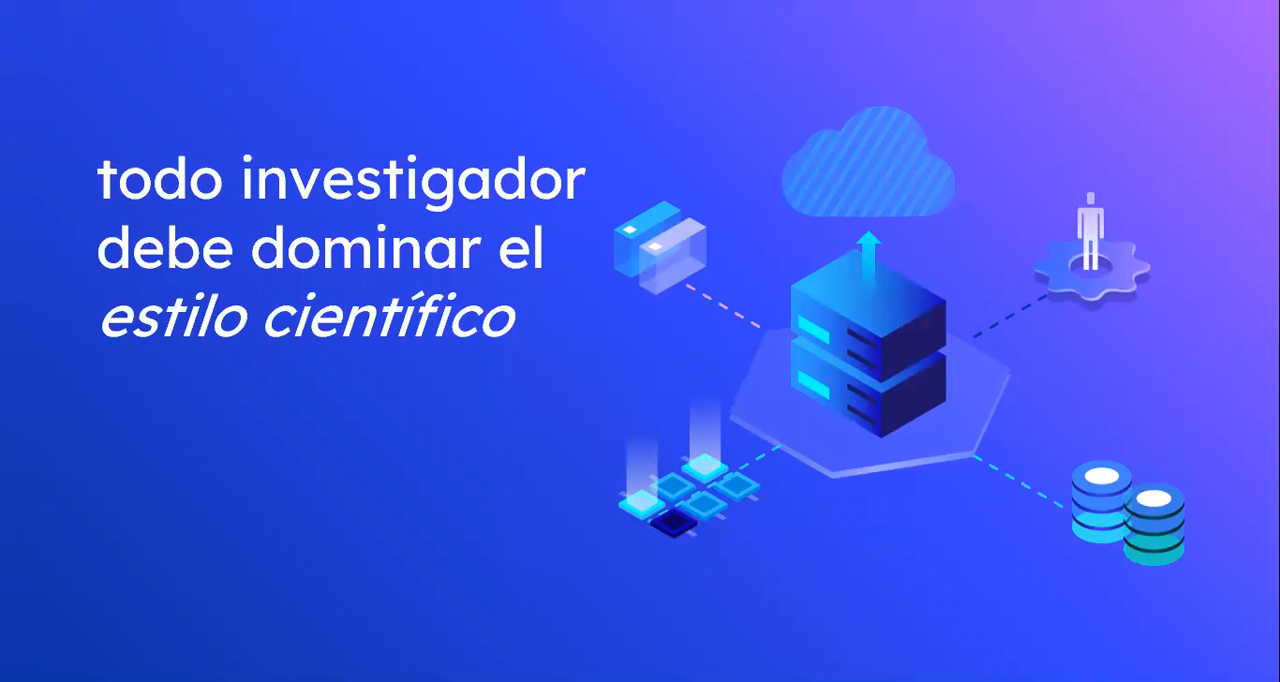 todo investigador
debe dominar el
estilo científico